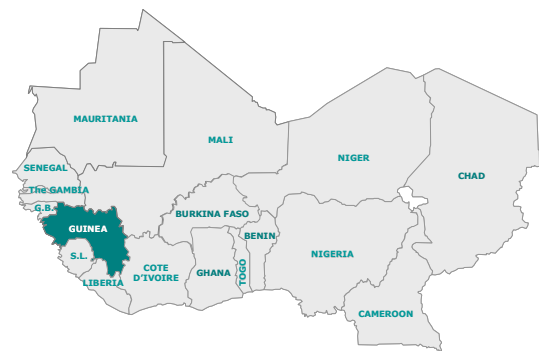 MAURITANIA
MALI
NIGER
CHAD
SENEGAL
The GAMBIA
G.B.
GUINEA
S.L.
LIBERIA
COTE
D'IVOIRE
BURKINA FASO
GHANA
TOGO
BENIN
NIGERIA
CAMEROON